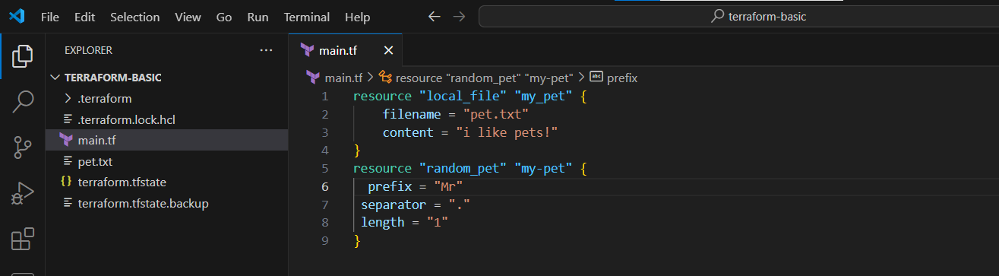 File Edit Selection View Go Run Terminal Help terraform-basic
EXPLORER ...
TERRAFORM-BASIC
.terraform
.terraform.lock.hcl
main.tf
pet.txt
terraform.tfstate
terraform.tfstate.backup
main.tf
main.tf > resource "random_pet" "my-pet" > abc prefix
1 resource "local_file" "my_pet" {
2 filename = "pet.txt"
3 content = "i like pets!"
4 }
5 resource "random_pet" "my-pet" {
6 prefix = "Mr"
7 separator = "."
8 length = "1"
9 }